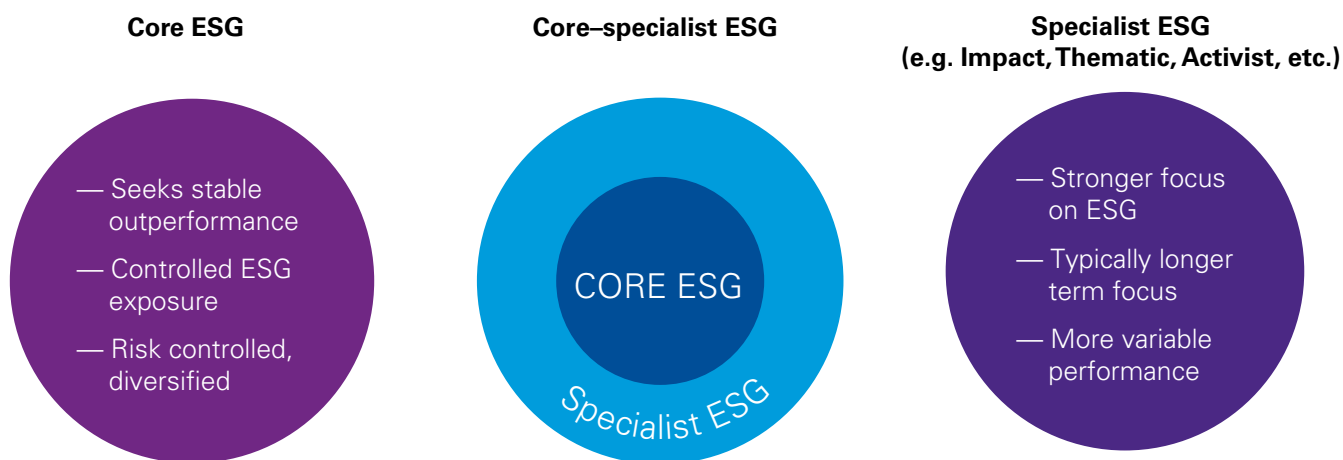 Core ESG
— Seeks stable
outperformance
— Controlled ESG
exposure
— Risk controlled,
diversified
Core–specialist ESG
CORE ESG
Specialist ESG
Specialist ESG
(e.g. Impact, Thematic, Activist, etc.)
— Stronger focus
on ESG
— Typically longer
term focus
— More variable
performance